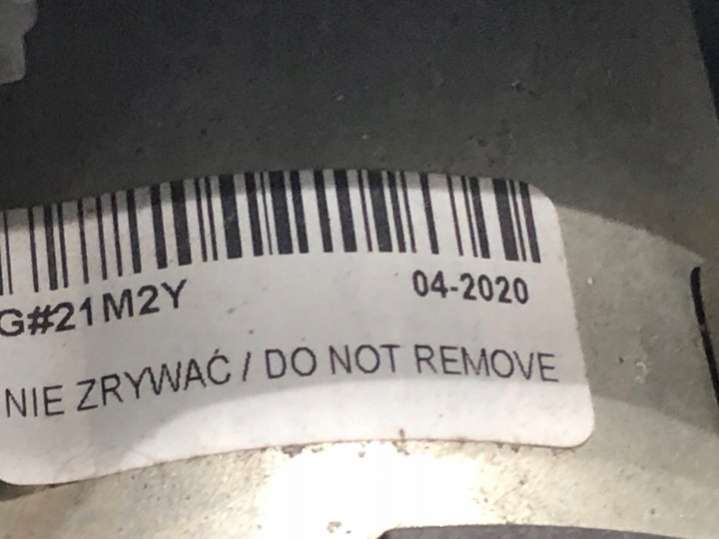 G#21M2Y 04-2020
NIE ZRYWAĆ / DO NOT REMOVE